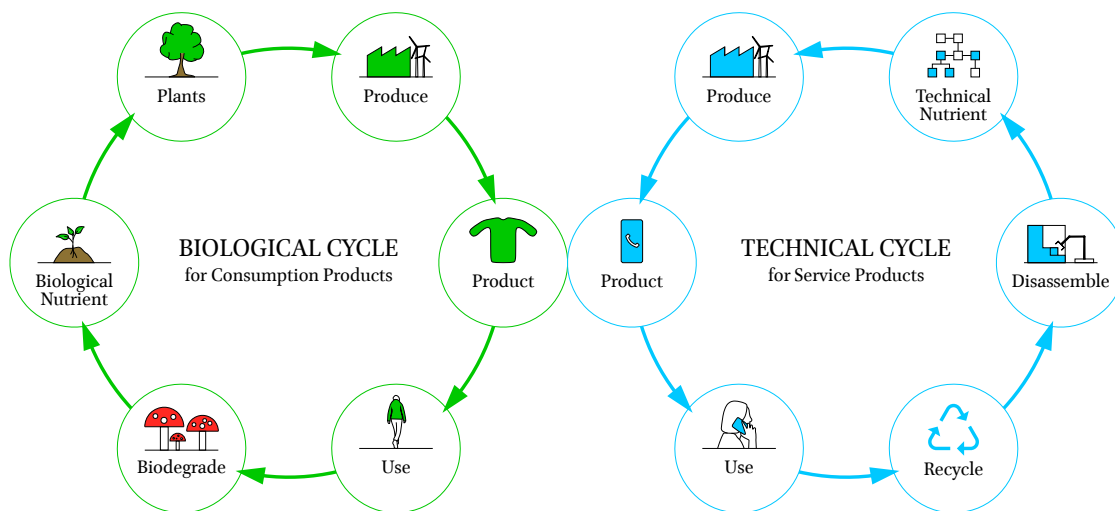 Plants
Produce
BIOLOGICAL CYCLE
for Consumption Products
Product
Use
Biodegrade
Biological
Nutrient
Produce
Technical
Nutrient
TECHNICAL CYCLE
for Service Products
Product
Disassemble
Use
Recycle